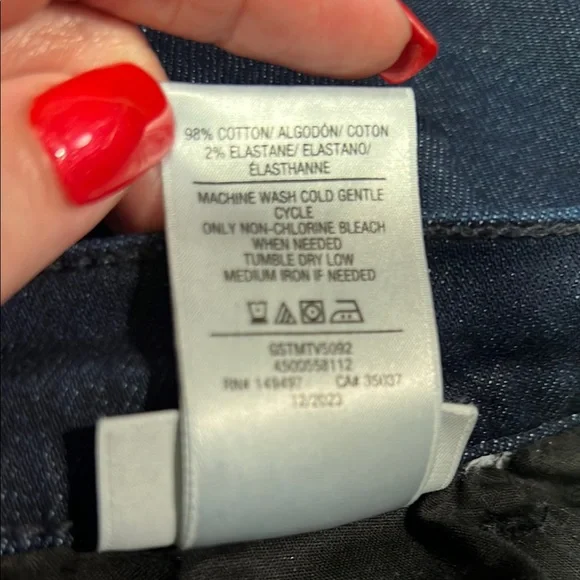 98% COTTON/ ALGODÓN/ COTON
2% ELASTANE/ ELASTANO/
ÉLASTHANNE
MACHINE WASH COLD GENTLE
CYCLE
ONLY NON-CHLORINE BLEACH
WHEN NEEDED
TUMBLE DRY LOW
MEDIUM IRON IF NEEDED
GSTMTV5092
4500558112
RN# 149497 CA# 35037
12/2023